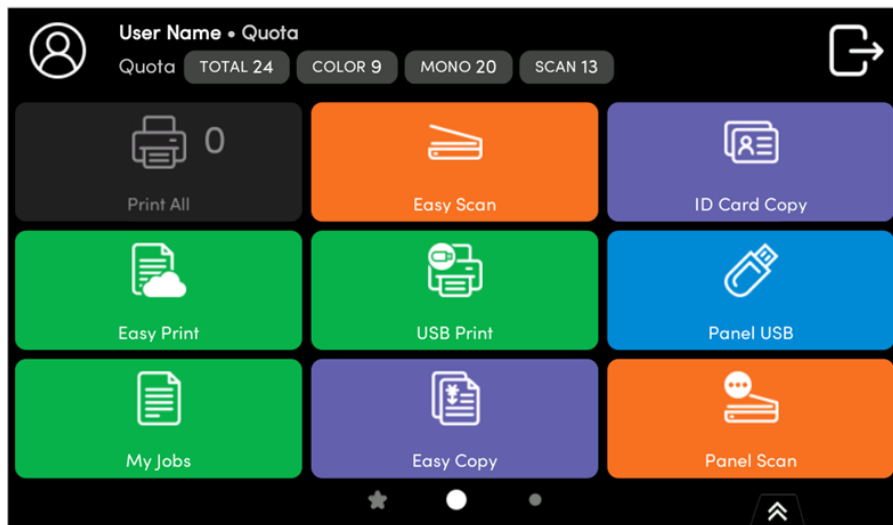 User Name • Quota
Quota TOTAL 24 COLOR 9 MONO 20 SCAN 13
0
Print All Easy Scan ID Card Copy
Easy Print USB Print Panel USB
¥
My Jobs Easy Copy Panel Scan